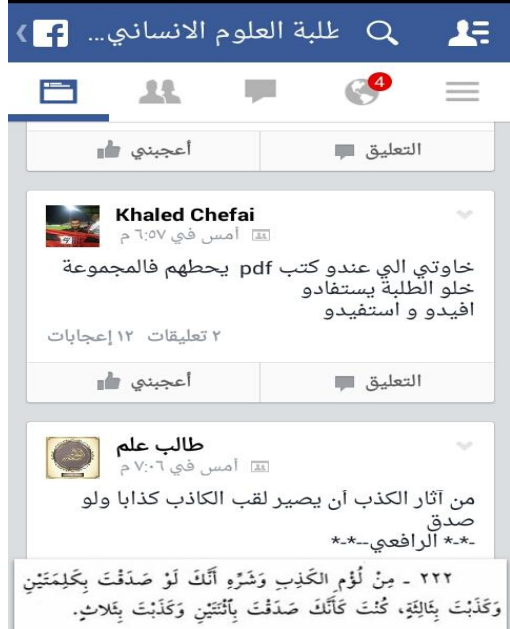 طلبة العلوم الانساني...
4
أعجبني التعليق
Khaled Chefai
أمس في ٦:٥٧ م
خاوتي الي عندو كتب pdf يحطهم فالمجموعة
خلو الطلبة يستفادو
افيدو و استفيدو
٢ تعليقات ١٢ إعجابات
أعجبني التعليق
طالب علم
أمس في ٧:٠٦ م
من آثار الكذب أن يصير لقب الكاذب كذابا ولو
صدق
-*-* الرافعي--*-*
٢٢٢ - مِنْ لُؤْمِ الكَذِبِ وَشَرِّهِ أَنَّكَ لَوْ صَدَقْتَ بِكَلِمَتَيْنِ
وَكَذَبْتَ بِثَالِثَةٍ، كُنْتَ كَأَنَّكَ صَدَقْتَ بِٱثْنَتَيْنِ وَكَذَبْتَ بِثَلَاثٍ.